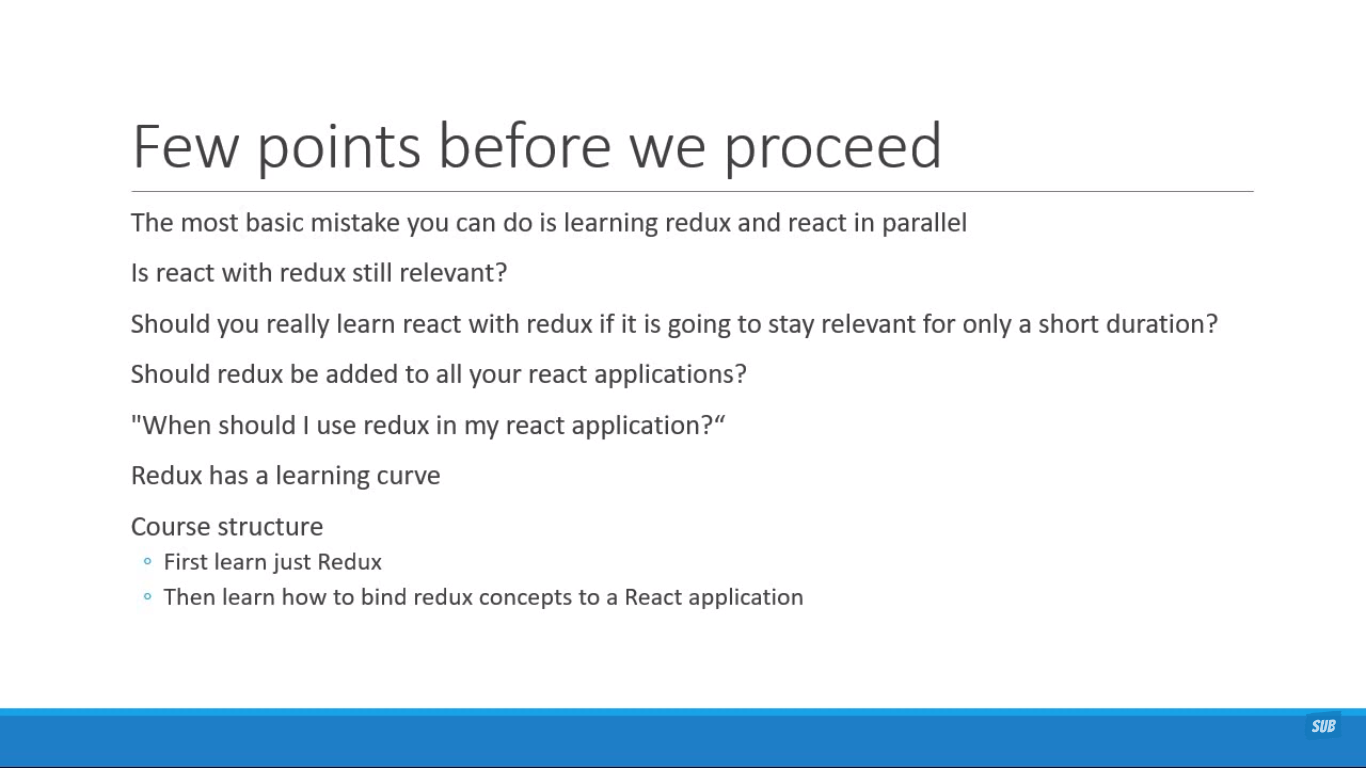 Few points before we proceed
The most basic mistake you can do is learning redux and react in parallel
Is react with redux still relevant?
Should you really learn react with redux if it is going to stay relevant for only a short duration?
Should redux be added to all your react applications?
"When should I use redux in my react application?“
Redux has a learning curve
Course structure
◦ First learn just Redux
◦ Then learn how to bind redux concepts to a React application
SUB